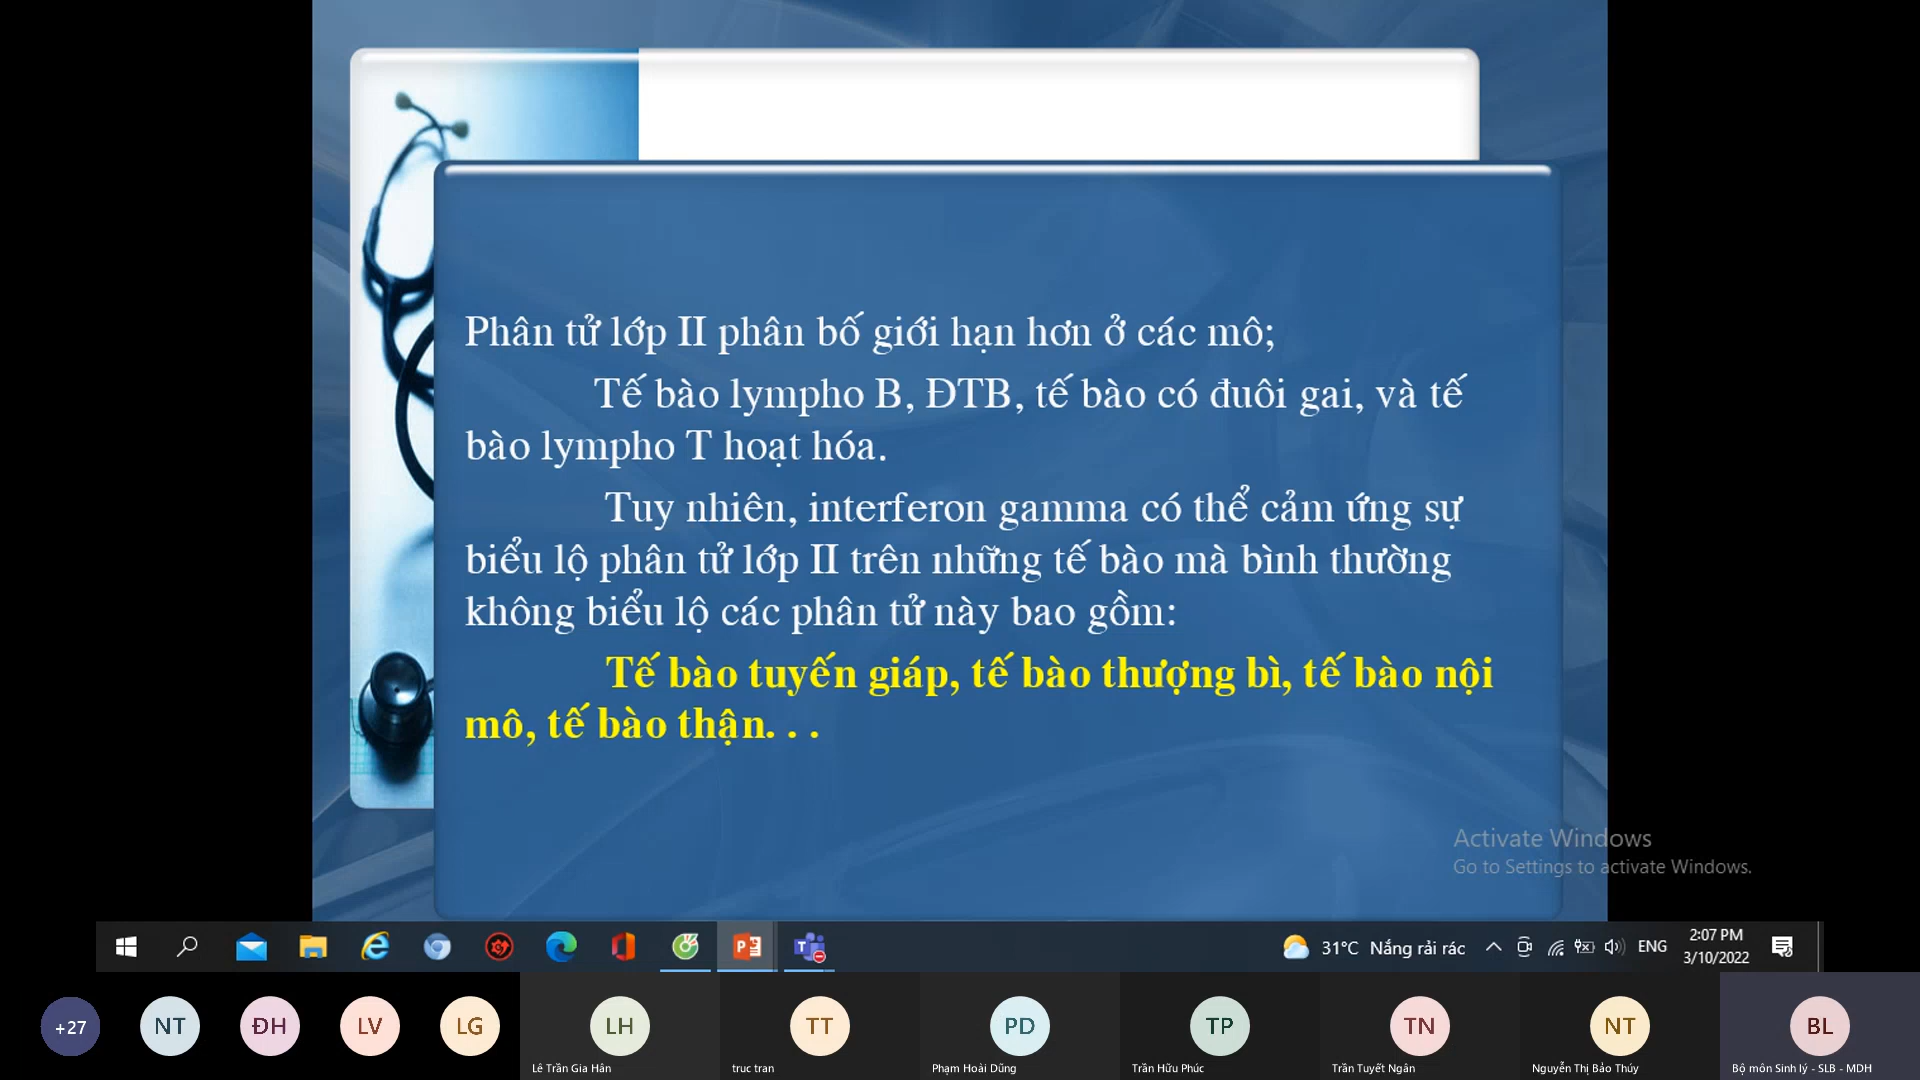 Phân tử lớp II phân bố giới hạn hơn ở các mô;
Tế bào lympho B, ĐTB, tế bào có đuôi gai, và tế
bào lympho T hoạt hóa.
Tuy nhiên, interferon gamma có thể cảm ứng sự
biểu lộ phân tử lớp II trên những tế bào mà bình thường
không biểu lộ các phân tử này bao gồm:
Tế bào tuyến giáp, tế bào thượng bì, tế bào nội
mô, tế bào thận. . .
Activate Windows
Go to Settings to activate Windows.
31°C Nắng rải rác
ENG
2:07 PM
3/10/2022
+27
NT
ĐH
LV
LG
LH
TT
PD
TP
TN
NT
BL
Lê Trần Gia Hân
truc tran
Phạm Hoài Dũng
Trần Hữu Phúc
Trần Tuyết Ngân
Nguyễn Thị Bảo Thúy
Bộ môn Sinh lý - SLB - MDH